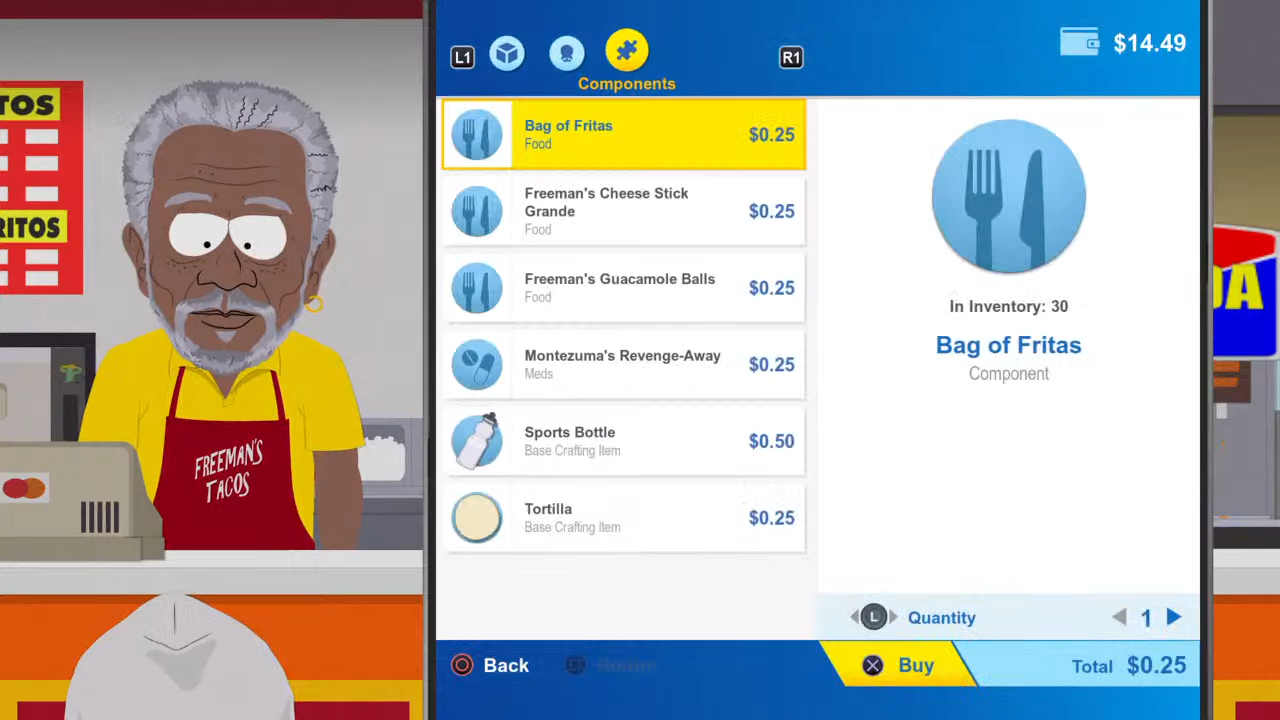 L1
R1
$14.49
Components
Bag of Fritas
Food
$0.25
Freeman's Cheese Stick
Grande
Food
$0.25
Freeman's Guacamole Balls
Food
$0.25
Montezuma's Revenge-Away
Meds
$0.25
Sports Bottle
Base Crafting Item
$0.50
Tortilla
Base Crafting Item
$0.25
In Inventory: 30
Bag of Fritas
Component
L Quantity 1
Back
Buy
Total $0.25
TOS
RITOS
FREEMAN'S
TACOS
DA